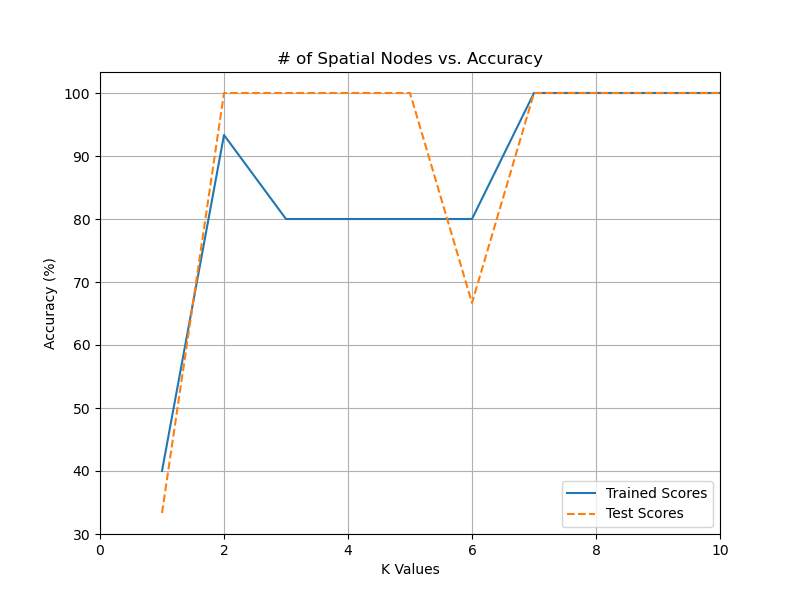 # of Spatial Nodes vs. Accuracy
100
90
80
70
60
50
40
30
Accuracy (%)
0 2 4 6 8 10
K Values
Trained Scores
Test Scores